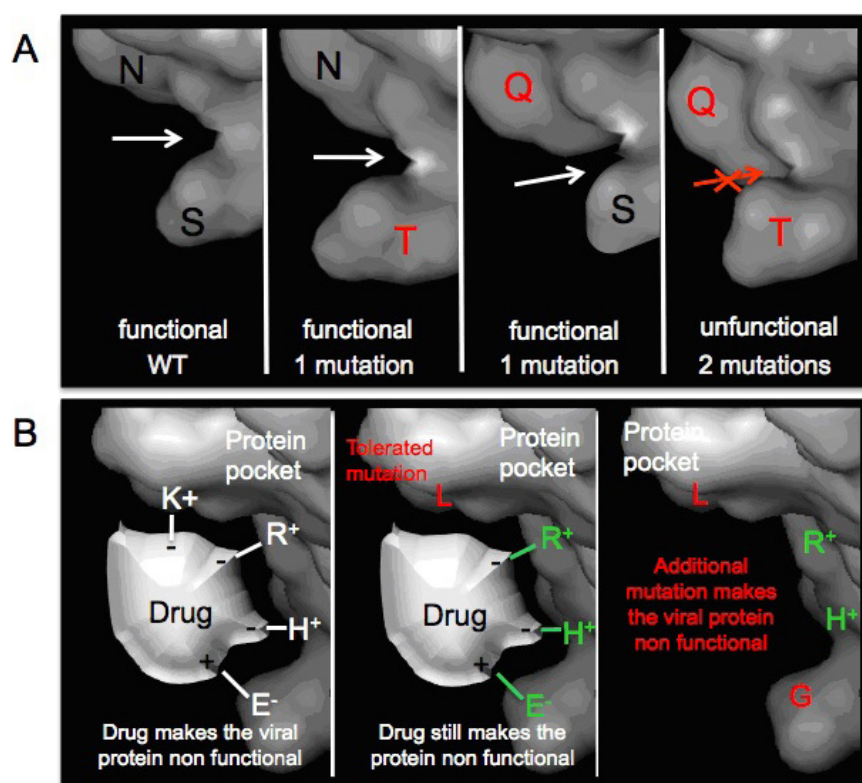 A
N
S
functional
WT
N
T
functional
1 mutation
Q
S
functional
1 mutation
Q
T
unfunctional
2 mutations
B
Protein
pocket
K+
-
R+
-
Drug
-
H+
+
E-
Drug makes the viral
protein non functional
Tolerated
mutation
L
Protein
pocket
R+
-
Drug
-
H+
+
E-
Drug still makes the
protein non functional
Protein
pocket
L
R+
Additional
mutation makes
the viral protein
non functional
H+
G